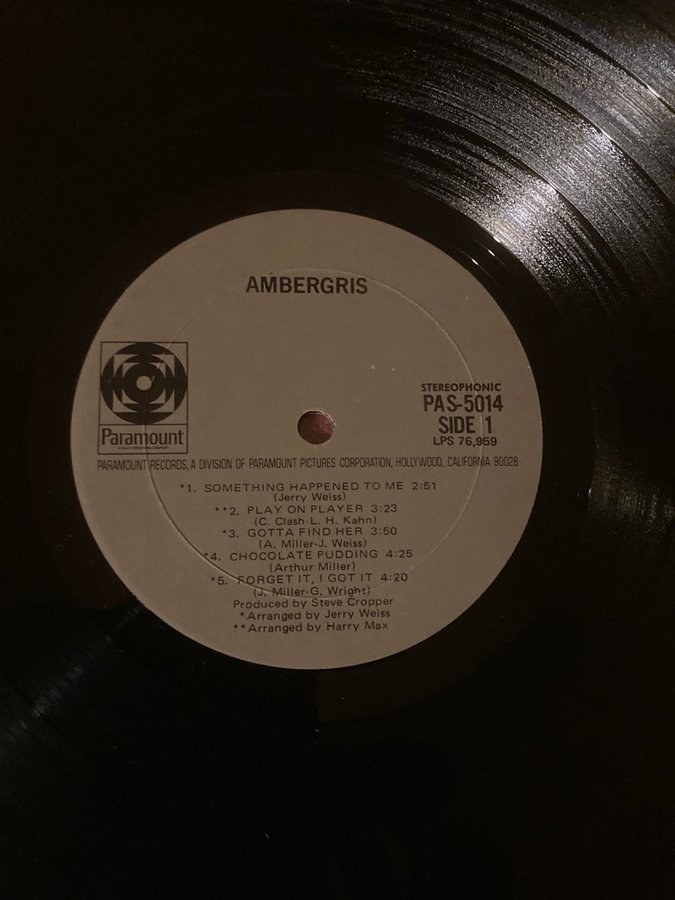 AMBERGRIS
Paramount
STEREOPHONIC
PAS-5014
SIDE 1
LPS 76,959
PARAMOUNT RECORDS, A DIVISION OF PARAMOUNT PICTURES CORPORATION, HOLLYWOOD, CALIFORNIA 90028
*1. SOMETHING HAPPENED TO ME 2:51
(Jerry Weiss)
**2. PLAY ON PLAYER 3:23
(C. Clash-L. H. Kahn)
*3. GOTTA FIND HER 3:50
(A. Miller-J. Weiss)
*4. CHOCOLATE PUDDING 4:25
(Arthur Miller)
*5. FORGET IT, I GOT IT 4:20
(J. Miller-G. Wright)
Produced by Steve Cropper
*Arranged by Jerry Weiss
**Arranged by Harry Max